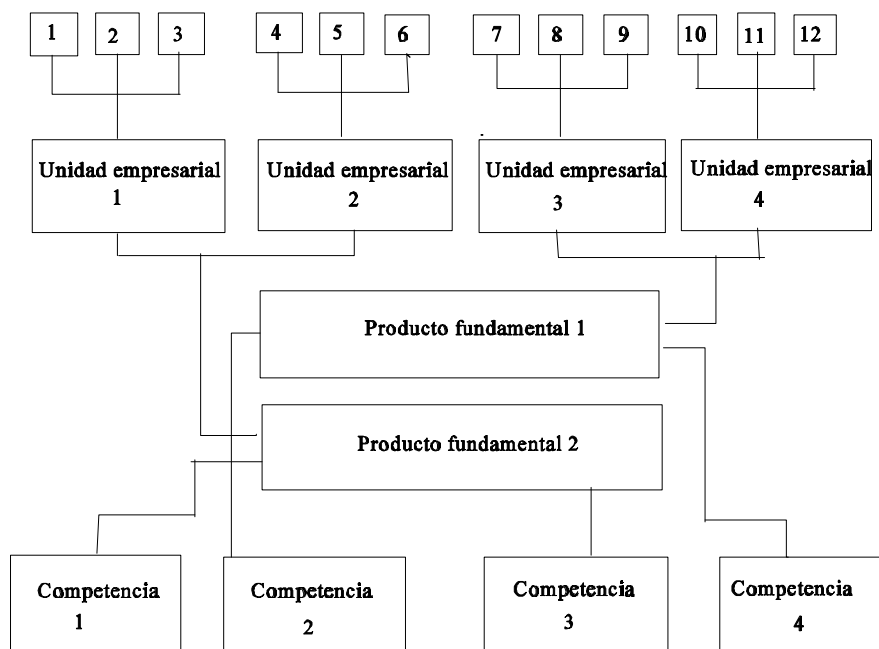 1 2 3 4 5 6 7 8 9 10 11 12
Unidad empresarial
1
Unidad empresarial
2
Unidad empresarial
3
Unidad empresarial
4
Producto fundamental 1
Producto fundamental 2
Competencia
1
Competencia
2
Competencia
3
Competencia
4